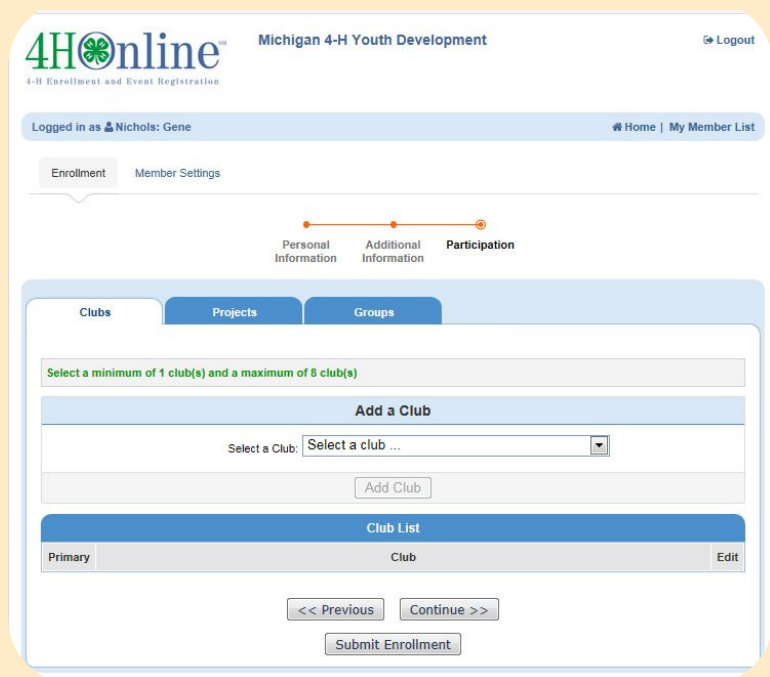 4HOnline™
4-H Enrollment and Event Registration
Michigan 4-H Youth Development
Logout
Logged in as Nichols: Gene
Home | My Member List
Enrollment Member Settings
Personal Information
Additional Information
Participation
Clubs Projects Groups
Select a minimum of 1 club(s) and a maximum of 8 club(s)
Add a Club
Select a Club: Select a club ...
Add Club
Club List
Primary Club Edit
<< Previous Continue >>
Submit Enrollment